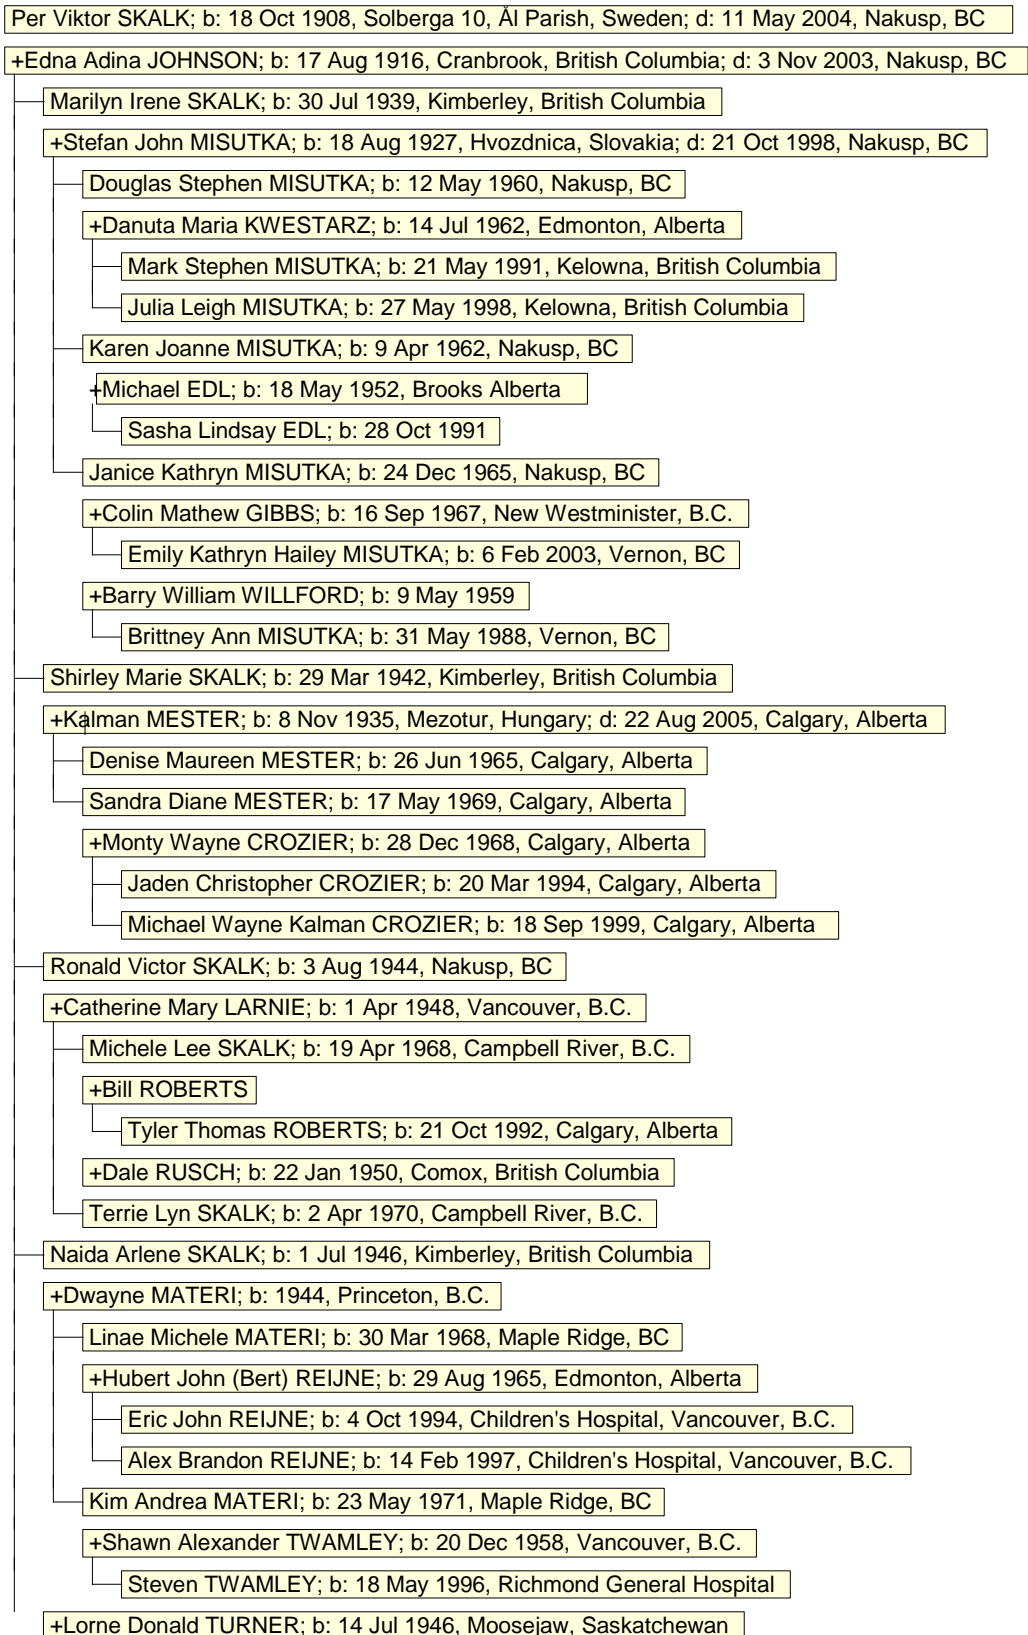 Per Viktor SKALK; b: 18 Oct 1908, Solberga 10, Ål Parish, Sweden; d: 11 May 2004, Nakusp, BC
+Edna Adina JOHNSON; b: 17 Aug 1916, Cranbrook, British Columbia; d: 3 Nov 2003, Nakusp, BC
Marilyn Irene SKALK; b: 30 Jul 1939, Kimberley, British Columbia
+Stefan John MISUTKA; b: 18 Aug 1927, Hvozdnica, Slovakia; d: 21 Oct 1998, Nakusp, BC
Douglas Stephen MISUTKA; b: 12 May 1960, Nakusp, BC
+Danuta Maria KWESTARZ; b: 14 Jul 1962, Edmonton, Alberta
Mark Stephen MISUTKA; b: 21 May 1991, Kelowna, British Columbia
Julia Leigh MISUTKA; b: 27 May 1998, Kelowna, British Columbia
Karen Joanne MISUTKA; b: 9 Apr 1962, Nakusp, BC
+Michael EDL; b: 18 May 1952, Brooks Alberta
Sasha Lindsay EDL; b: 28 Oct 1991
Janice Kathryn MISUTKA; b: 24 Dec 1965, Nakusp, BC
+Colin Mathew GIBBS; b: 16 Sep 1967, New Westminister, B.C.
Emily Kathryn Hailey MISUTKA; b: 6 Feb 2003, Vernon, BC
+Barry William WILLFORD; b: 9 May 1959
Brittney Ann MISUTKA; b: 31 May 1988, Vernon, BC
Shirley Marie SKALK; b: 29 Mar 1942, Kimberley, British Columbia
+Kalman MESTER; b: 8 Nov 1935, Mezotur, Hungary; d: 22 Aug 2005, Calgary, Alberta
Denise Maureen MESTER; b: 26 Jun 1965, Calgary, Alberta
Sandra Diane MESTER; b: 17 May 1969, Calgary, Alberta
+Monty Wayne CROZIER; b: 28 Dec 1968, Calgary, Alberta
Jaden Christopher CROZIER; b: 20 Mar 1994, Calgary, Alberta
Michael Wayne Kalman CROZIER; b: 18 Sep 1999, Calgary, Alberta
Ronald Victor SKALK; b: 3 Aug 1944, Nakusp, BC
+Catherine Mary LARNIE; b: 1 Apr 1948, Vancouver, B.C.
Michele Lee SKALK; b: 19 Apr 1968, Campbell River, B.C.
+Bill ROBERTS
Tyler Thomas ROBERTS; b: 21 Oct 1992, Calgary, Alberta
+Dale RUSCH; b: 22 Jan 1950, Comox, British Columbia
Terrie Lyn SKALK; b: 2 Apr 1970, Campbell River, B.C.
Naida Arlene SKALK; b: 1 Jul 1946, Kimberley, British Columbia
+Dwayne MATERI; b: 1944, Princeton, B.C.
Linae Michele MATERI; b: 30 Mar 1968, Maple Ridge, BC
+Hubert John (Bert) REIJNE; b: 29 Aug 1965, Edmonton, Alberta
Eric John REIJNE; b: 4 Oct 1994, Children's Hospital, Vancouver, B.C.
Alex Brandon REIJNE; b: 14 Feb 1997, Children's Hospital, Vancouver, B.C.
Kim Andrea MATERI; b: 23 May 1971, Maple Ridge, BC
+Shawn Alexander TWAMLEY; b: 20 Dec 1958, Vancouver, B.C.
Steven TWAMLEY; b: 18 May 1996, Richmond General Hospital
+Lorne Donald TURNER; b: 14 Jul 1946, Moosejaw, Saskatchewan